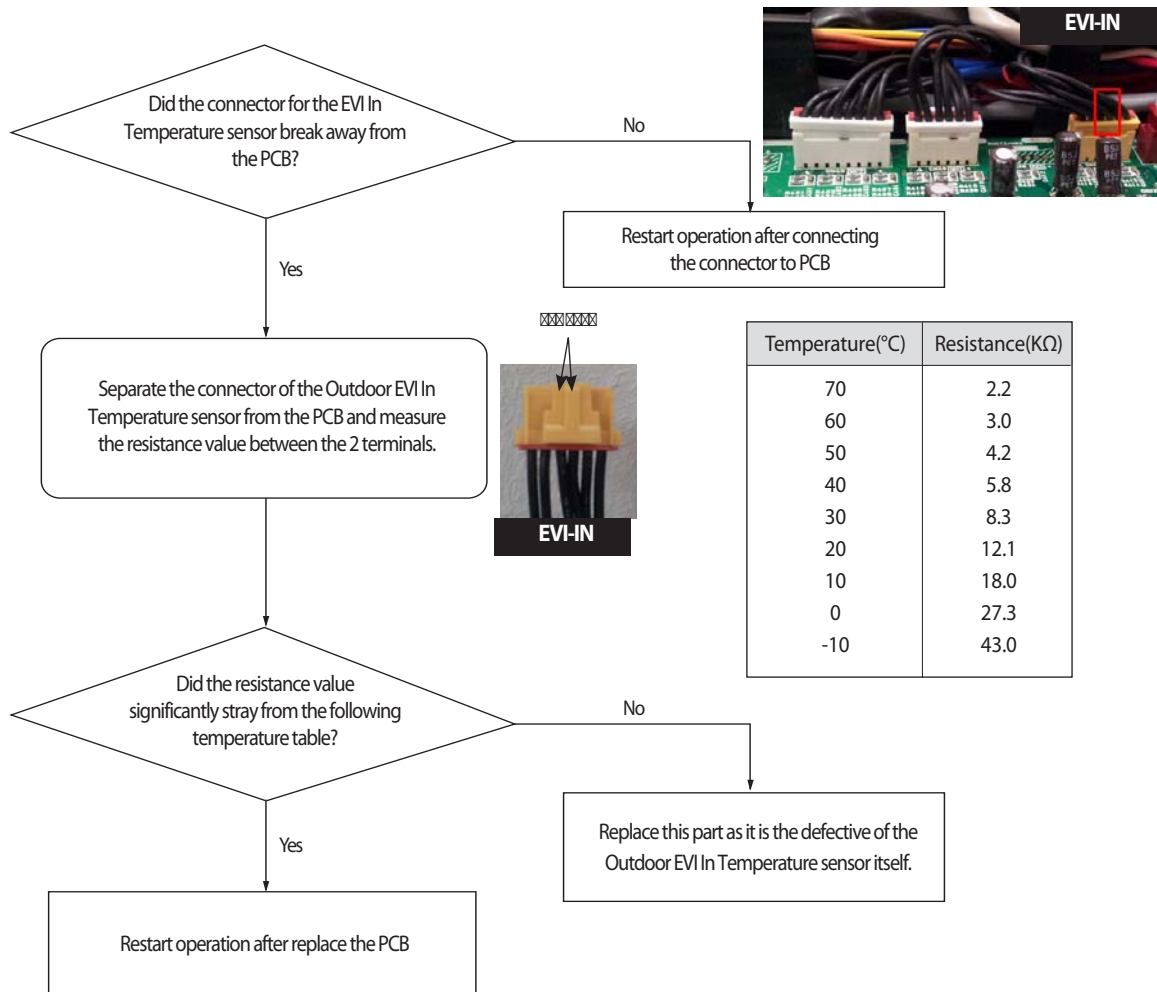 EVI-IN
Did the connector for the EVI In
Temperature sensor break away from
the PCB?
No
Restart operation after connecting
the connector to PCB
Yes
Separate the connector of the Outdoor EVI In
Temperature sensor from the PCB and measure
the resistance value between the 2 terminals.
EVI-IN
Temperature(°C) Resistance(KΩ)
70 2.2
60 3.0
50 4.2
40 5.8
30 8.3
20 12.1
10 18.0
0 27.3
-10 43.0
Did the resistance value
significantly stray from the following
temperature table?
No
Replace this part as it is the defective of the
Outdoor EVI In Temperature sensor itself.
Yes
Restart operation after replace the PCB